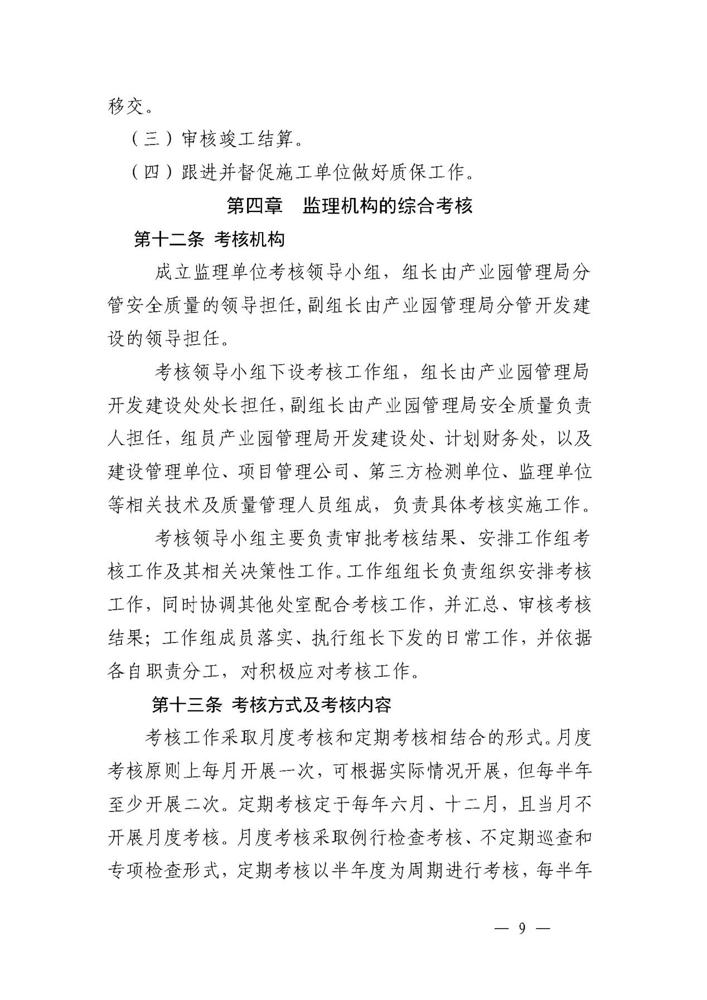 移交。
（三）审核竣工结算。
（四）跟进并督促施工单位做好质保工作。
第四章　监理机构的综合考核
第十二条 考核机构
成立监理单位考核领导小组，组长由产业园管理局分
管安全质量的领导担任,副组长由产业园管理局分管开发建
设的领导担任。
考核领导小组下设考核工作组，组长由产业园管理局
开发建设处处长担任,副组长由产业园管理局安全质量负责
人担任，组员产业园管理局开发建设处、计划财务处，以及
建设管理单位、项目管理公司、第三方检测单位、监理单位
等相关技术及质量管理人员组成，负责具体考核实施工作。
考核领导小组主要负责审批考核结果、安排工作组考
核工作及其相关决策性工作。工作组组长负责组织安排考核
工作，同时协调其他处室配合考核工作，并汇总、审核考核
结果；工作组成员落实、执行组长下发的日常工作，并依据
各自职责分工，对积极应对考核工作。
第十三条 考核方式及考核内容
考核工作采取月度考核和定期考核相结合的形式。月度
考核原则上每月开展一次，可根据实际情况开展，但每半年
至少开展二次。定期考核定于每年六月、十二月，且当月不
开展月度考核。月度考核采取例行检查考核、不定期巡查和
专项检查形式，定期考核以半年度为周期进行考核，每半年
— 9 —